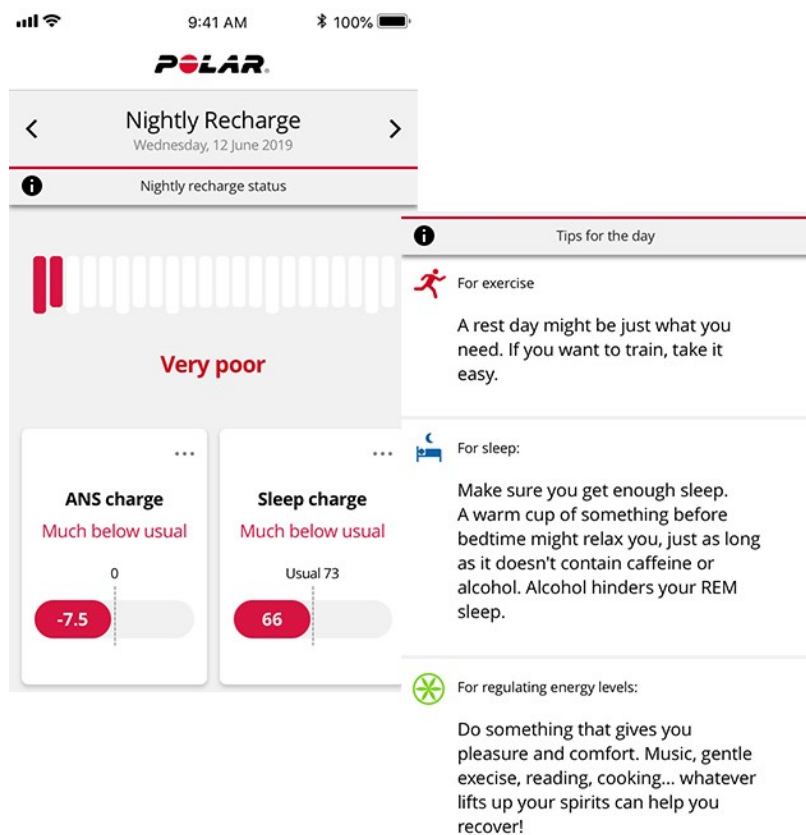 9:41 AM
100%
POLAR
Nightly Recharge
Wednesday, 12 June 2019
Nightly recharge status
Very poor
ANS charge
Much below usual
0
-7.5
Sleep charge
Much below usual
Usual 73
66
Tips for the day
For exercise
A rest day might be just what you
need. If you want to train, take it
easy.
For sleep:
Make sure you get enough sleep.
A warm cup of something before
bedtime might relax you, just as long
as it doesn't contain caffeine or
alcohol. Alcohol hinders your REM
sleep.
For regulating energy levels:
Do something that gives you
pleasure and comfort. Music, gentle
execise, reading, cooking... whatever
lifts up your spirits can help you
recover!